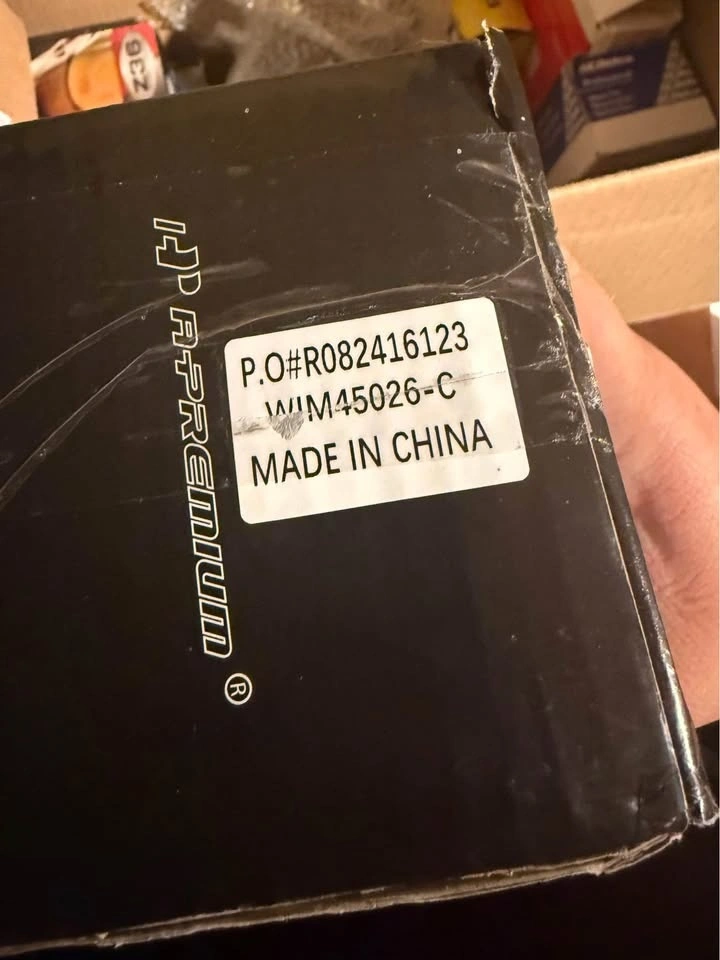 A-PREMIUM®
P.O#R082416123
WIM45026-C
MADE IN CHINA